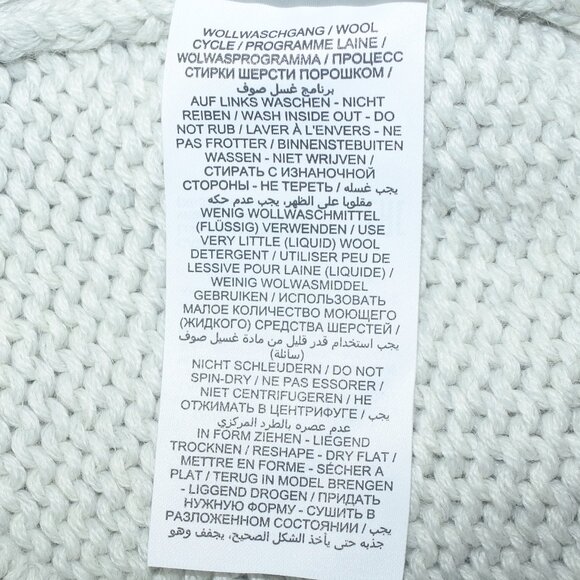 WOLLWASCHGANG / WOOL
CYCLE / PROGRAMME LAINE /
WOLWASPROGRAMMA / ПРОЦЕСС
СТИРКИ ШЕРСТИ ПОРОШКОМ /
برنامج غسل صوف
AUF LINKS WASCHEN - NICHT
REIBEN / WASH INSIDE OUT - DO
NOT RUB / LAVER À L'ENVERS - NE
PAS FROTTER / BINNENSTEBUITEN
WASSEN - NIET WRIJVEN /
СТИРАТЬ С ИЗНАНОЧНОЙ
СТОРОНЫ - НЕ ТЕРЕТЬ / يجب غسله
مقلوبا على الظهر، يجب عدم حكه
WENIG WOLLWASCHMITTEL
(FLÜSSIG) VERWENDEN / USE
VERY LITTLE (LIQUID) WOOL
DETERGENT / UTILISER PEU DE
LESSIVE POUR LAINE (LIQUIDE) /
WEINIG WOLWASMIDDEL
GEBRUIKEN / ИСПОЛЬЗОВАТЬ
МАЛОЕ КОЛИЧЕСТВО МОЮЩЕГО
(ЖИДКОГО) СРЕДСТВА ШЕРСТЕЙ /
يجب استخدام قدر قليل من مادة غسيل صوف
(سائلة)
NICHT SCHLEUDERN / DO NOT
SPIN-DRY / NE PAS ESSORER /
NIET CENTRIFUGEREN / НЕ
ОТЖИМАТЬ В ЦЕНТРИФУГЕ / يجب
عدم عصره بالطرد المركزي
IN FORM ZIEHEN - LIEGEND
TROCKNEN / RESHAPE - DRY FLAT /
METTRE EN FORME - SÉCHER À
PLAT / TERUG IN MODEL BRENGEN
- LIGGEND DROGEN / ПРИДАТЬ
НУЖНУЮ ФОРМУ - СУШИТЬ В
РАЗЛОЖЕННОМ СОСТОЯНИИ / يجب
جذبه حتى يأخذ الشكل الصحيح، يجفف وهو